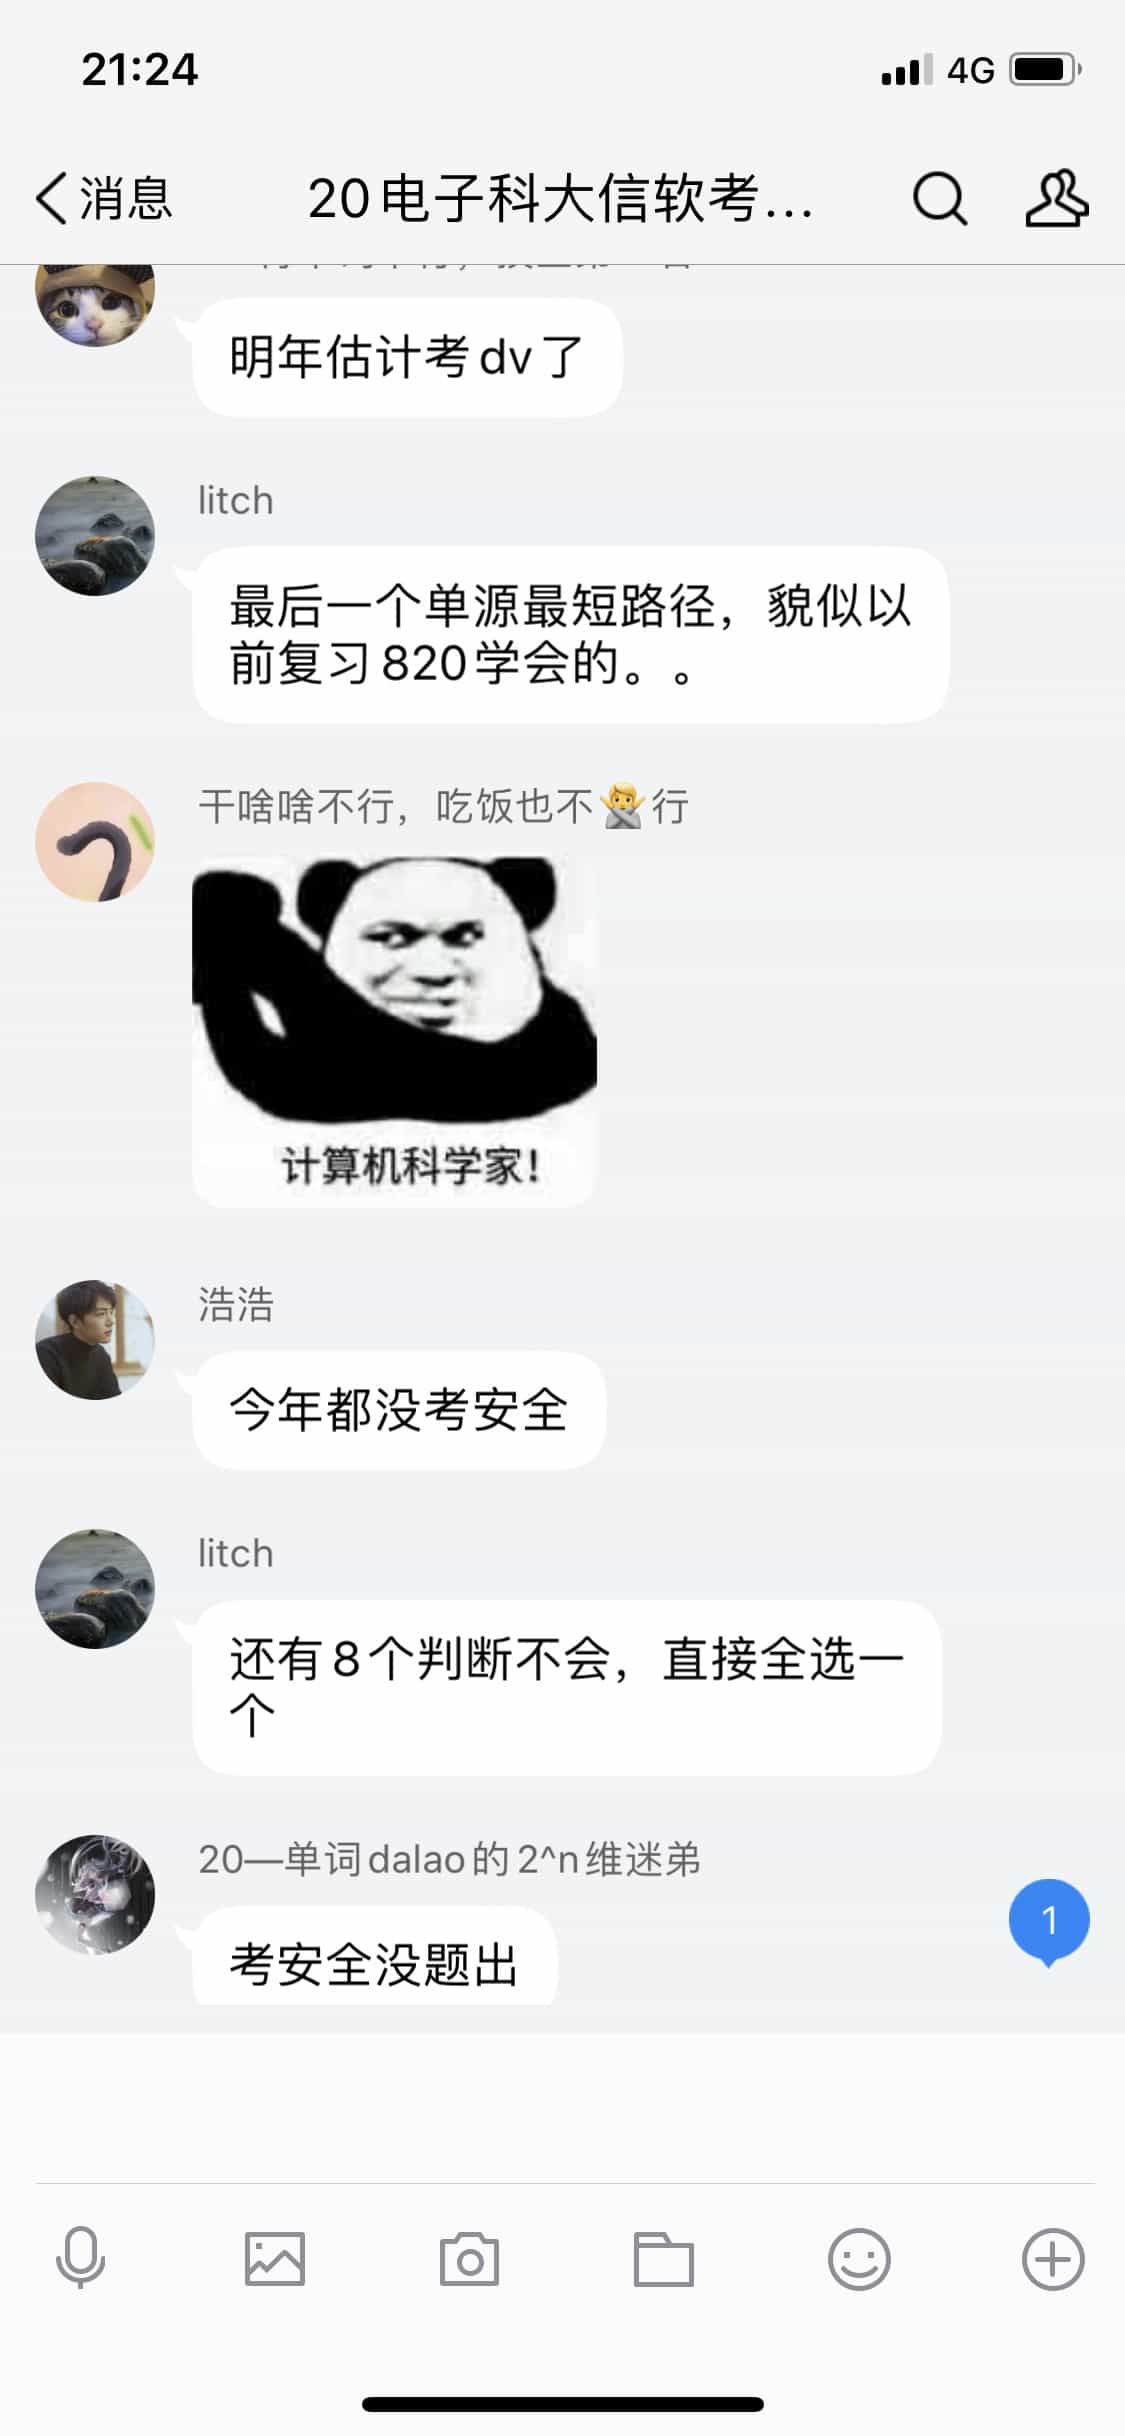 21:24
4G
消息
20电子科大信软考...
明年估计考dv了
litch
最后一个单源最短路径，貌似以
前复习820学会的。。
干啥啥不行，吃饭也不🙅行
计算机科学家!
浩浩
今年都没考安全
litch
还有8个判断不会，直接全选一
个
20—单词dalao的2^n维迷弟
1
考安全没题出